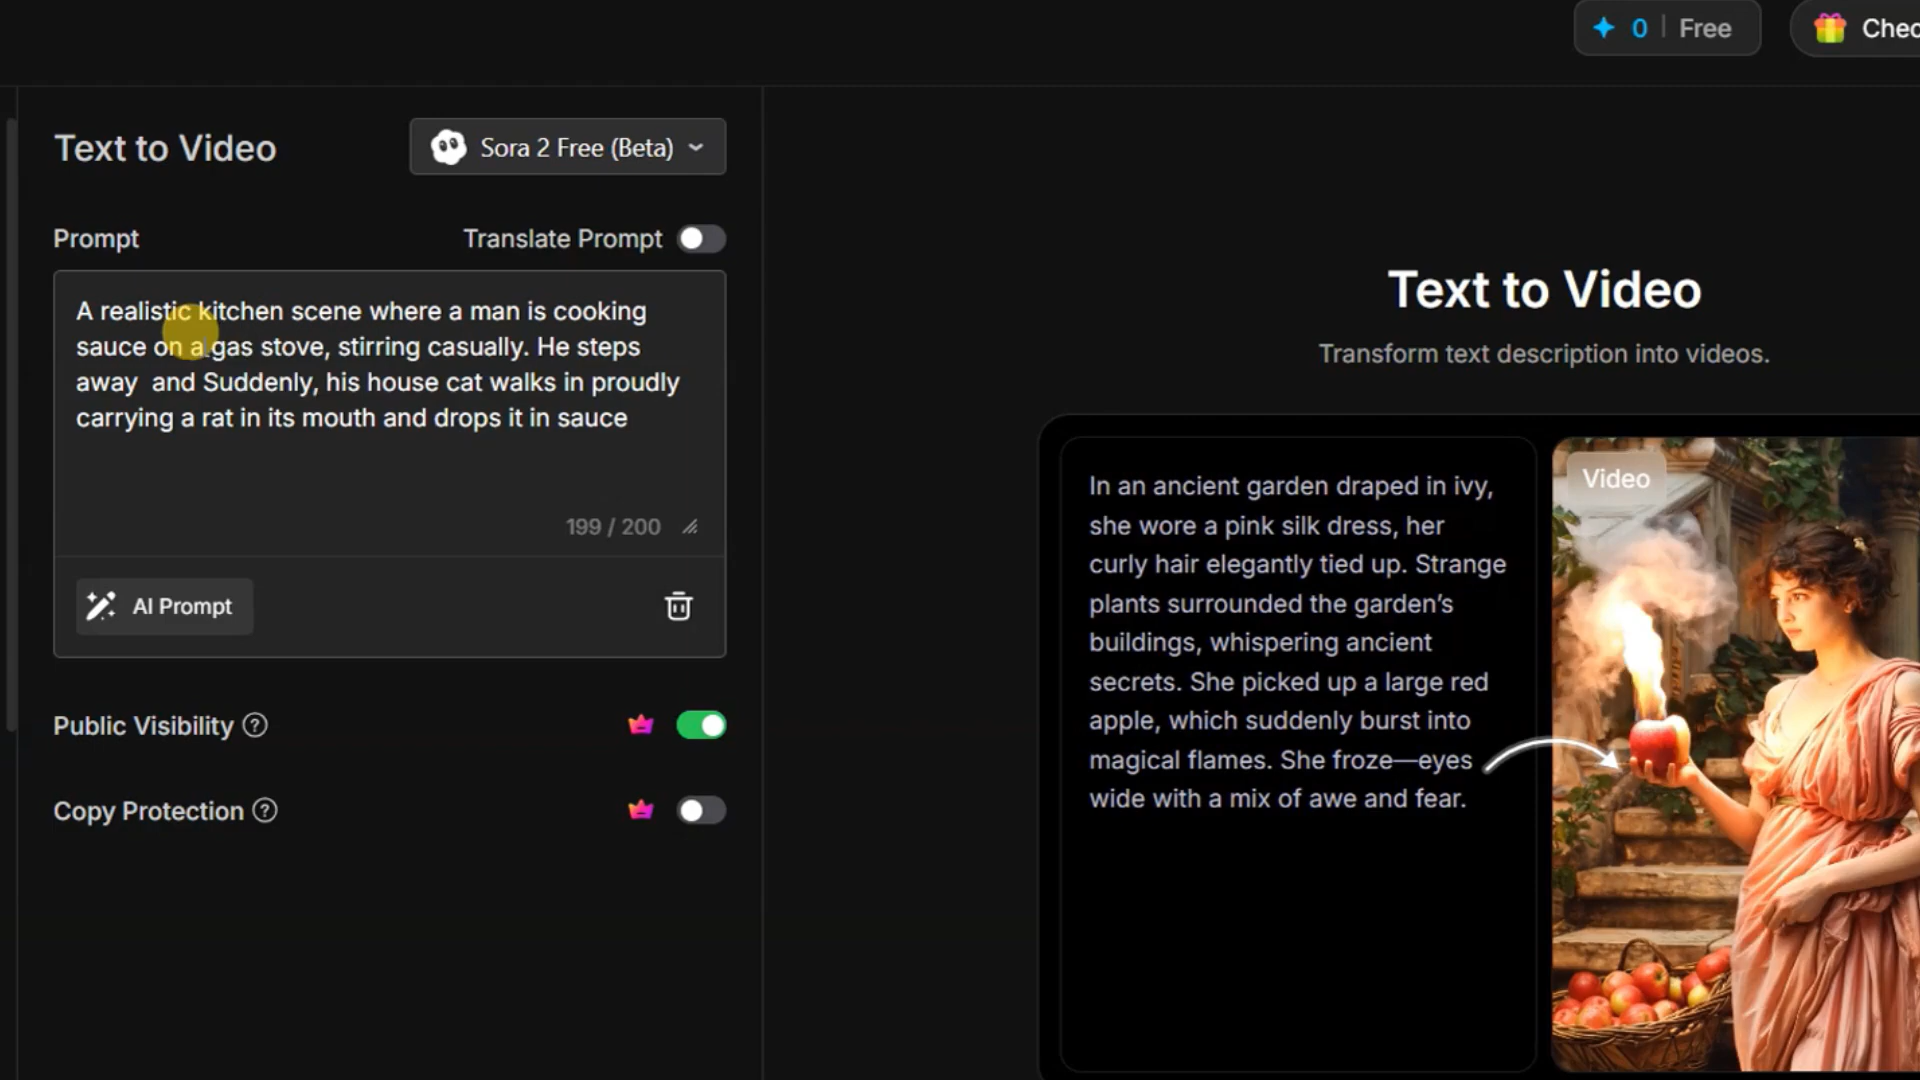 0 | Free
Chec
Text to Video
Sora 2 Free (Beta)
Prompt
Translate Prompt
A realistic kitchen scene where a man is cooking
sauce on a gas stove, stirring casually. He steps
away  and Suddenly, his house cat walks in proudly
carrying a rat in its mouth and drops it in sauce
199 / 200
AI Prompt
Public Visibility ?
Copy Protection ?
Text to Video
Transform text description into videos.
In an ancient garden draped in ivy,
she wore a pink silk dress, her
curly hair elegantly tied up. Strange
plants surrounded the garden’s
buildings, whispering ancient
secrets. She picked up a large red
apple, which suddenly burst into
magical flames. She froze—eyes
wide with a mix of awe and fear.
Video